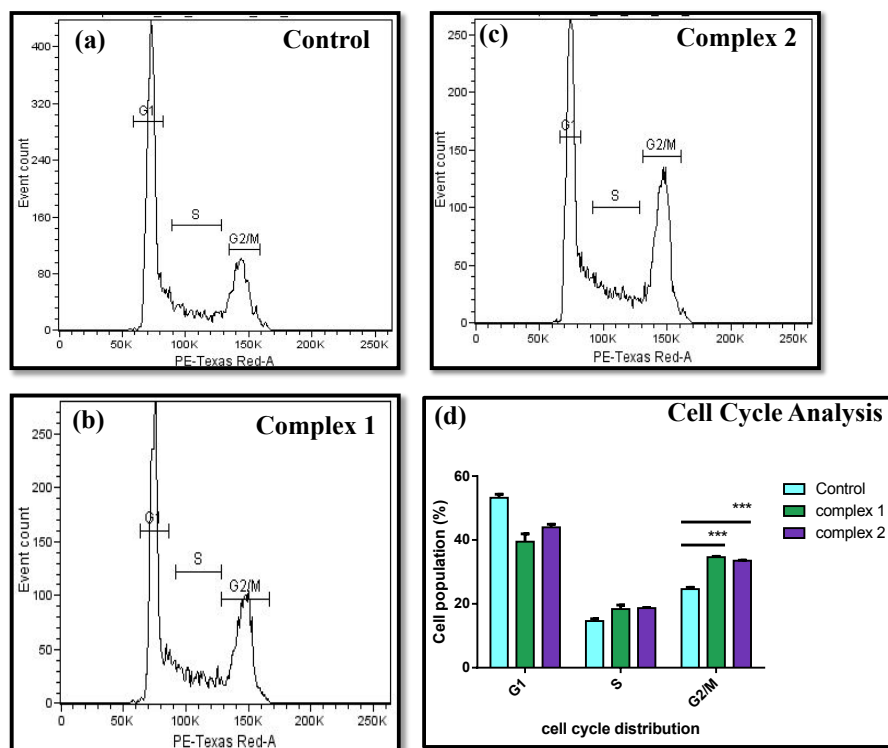 (a) Control
Event count
440
360
280
160
80
0
G1
S
G2/M
0 50K 100K 150K 200K 250K
PE-Texas Red-A
(c) Complex 2
Event count
250
200
150
100
50
0
G1
S
G2/M
0 50K 100K 150K 200K 250K
PE-Texas Red-A
(b) Complex 1
Event count
250
200
150
100
50
0
G1
S
G2/M
0 50K 100K 150K 200K 250K
PE-Texas Red-A
(d) Cell Cycle Analysis
Cell population (%)
60
40
20
0
***
***
G1 S G2/M
cell cycle distribution
Control
complex 1
complex 2